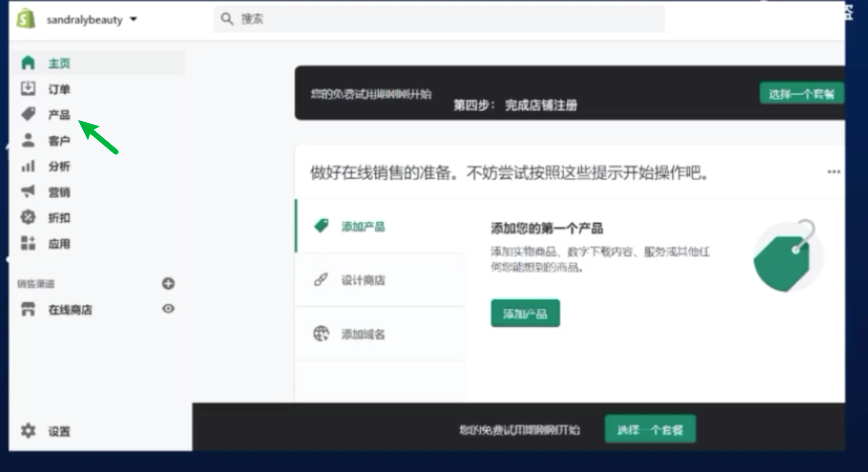 sandralybeauty
搜索
主页
订单
产品
客户
分析
营销
折扣
应用
销售渠道
在线商店
设置
您的免费试用期刚刚开始
第四步： 完成店铺注册
选择一个套餐
做好在线销售的准备。不妨尝试按照这些提示开始操作吧。
添加产品
设计商店
添加域名
添加您的第一个产品
添加实物商品、数字下载内容、服务或其他任
何您能想到的商品。
添加产品
您的免费试用期刚刚开始
选择一个套餐